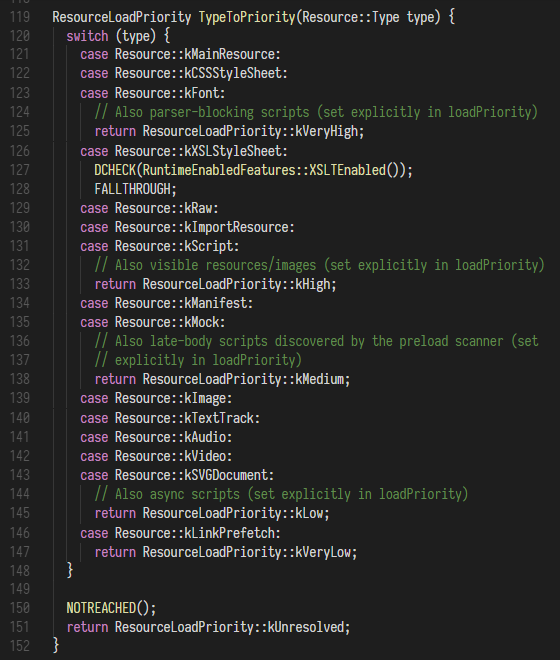 119 ResourceLoadPriority TypeToPriority(Resource::Type type) {
120 switch (type) {
121 case Resource::kMainResource:
122 case Resource::kCSSStyleSheet:
123 case Resource::kFont:
124 // Also parser-blocking scripts (set explicitly in loadPriority)
125 return ResourceLoadPriority::kVeryHigh;
126 case Resource::kXSLStyleSheet:
127 DCHECK(RuntimeEnabledFeatures::XSLTEnabled());
128 FALLTHROUGH;
129 case Resource::kRaw:
130 case Resource::kImportResource:
131 case Resource::kScript:
132 // Also visible resources/images (set explicitly in loadPriority)
133 return ResourceLoadPriority::kHigh;
134 case Resource::kManifest:
135 case Resource::kMock:
136 // Also late-body scripts discovered by the preload scanner (set
137 // explicitly in loadPriority)
138 return ResourceLoadPriority::kMedium;
139 case Resource::kImage:
140 case Resource::kTextTrack:
141 case Resource::kAudio:
142 case Resource::kVideo:
143 case Resource::kSVGDocument:
144 // Also async scripts (set explicitly in loadPriority)
145 return ResourceLoadPriority::kLow;
146 case Resource::kLinkPrefetch:
147 return ResourceLoadPriority::kVeryLow;
148 }
149
150 NOTREACHED();
151 return ResourceLoadPriority::kUnresolved;
152 }